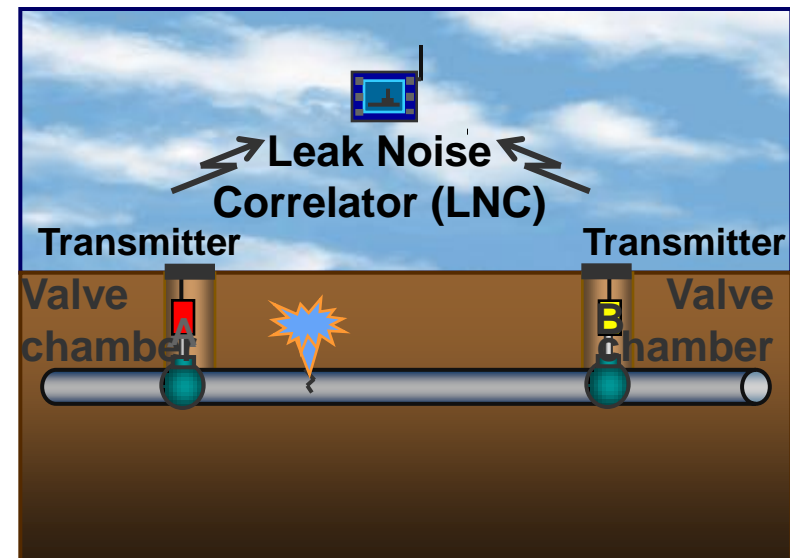 Leak Noise
Correlator (LNC)
Transmitter
Transmitter
Valve
chamber
A
B
Valve
chamber